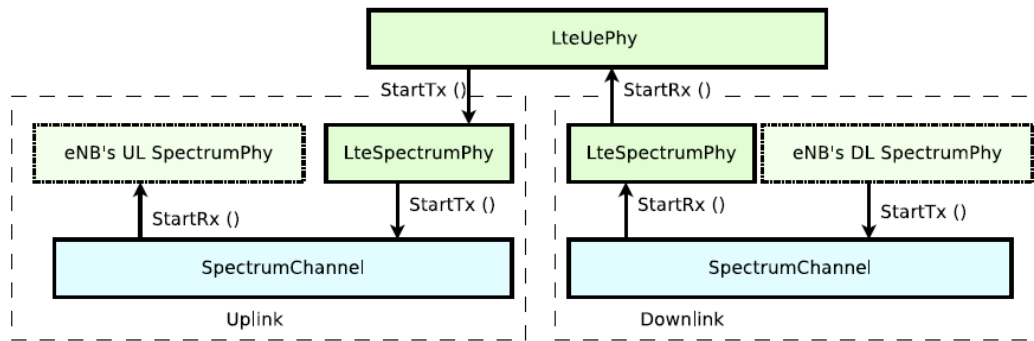 LteUePhy
StartTx ()
StartRx ()
eNB's UL SpectrumPhy
LteSpectrumPhy
LteSpectrumPhy
eNB's DL SpectrumPhy
StartRx ()
StartTx ()
StartRx ()
StartTx ()
SpectrumChannel
SpectrumChannel
Uplink
Downlink